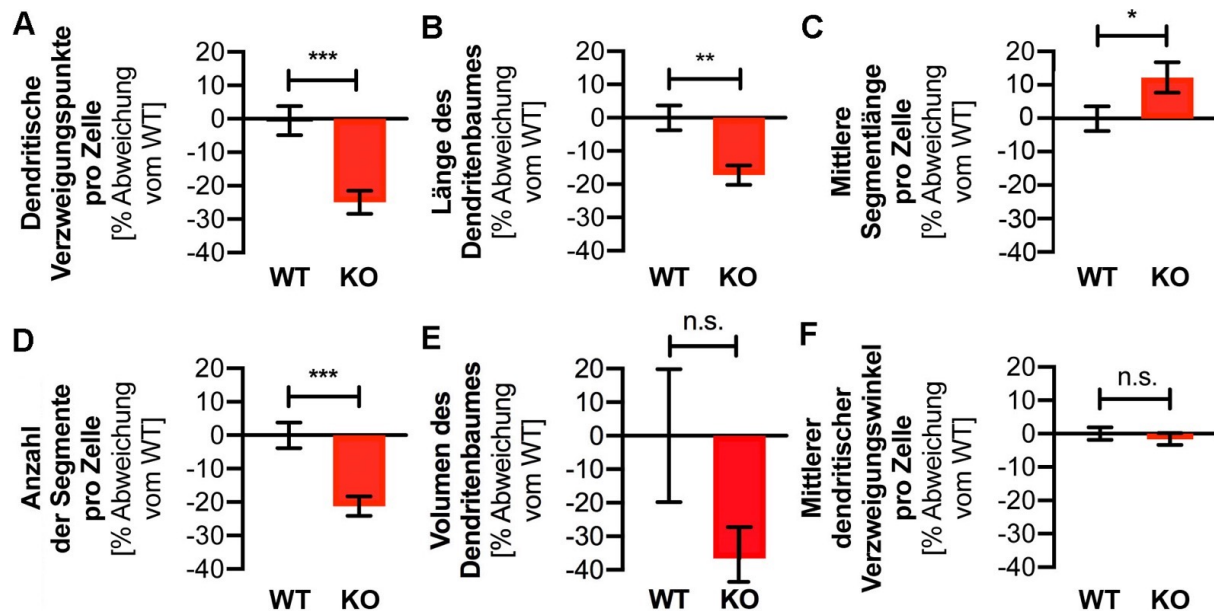 A
Dendritische
Verzweigungspunkte
pro Zelle
[% Abweichung
vom WT]
20
10
0
-10
-20
-30
-40
***
WT KO
B
Länge des
Dendritenbaumes
[% Abweichung
vom WT]
20
10
0
-10
-20
-30
-40
**
WT KO
C
Mittlere
Segmentlänge
pro Zelle
[% Abweichung
vom WT]
20
10
0
-10
-20
-30
-40
*
WT KO
D
Anzahl
der Segmente
pro Zelle
[% Abweichung
vom WT]
20
10
0
-10
-20
-30
-40
***
WT KO
E
Volumen des
Dendritenbaumes
[% Abweichung
vom WT]
20
10
0
-10
-20
-30
-40
n.s.
WT KO
F
Mittlerer
dendritischer
Verzweigungswinkel
pro Zelle
[% Abweichung
vom WT]
20
10
0
-10
-20
-30
-40
n.s.
WT KO